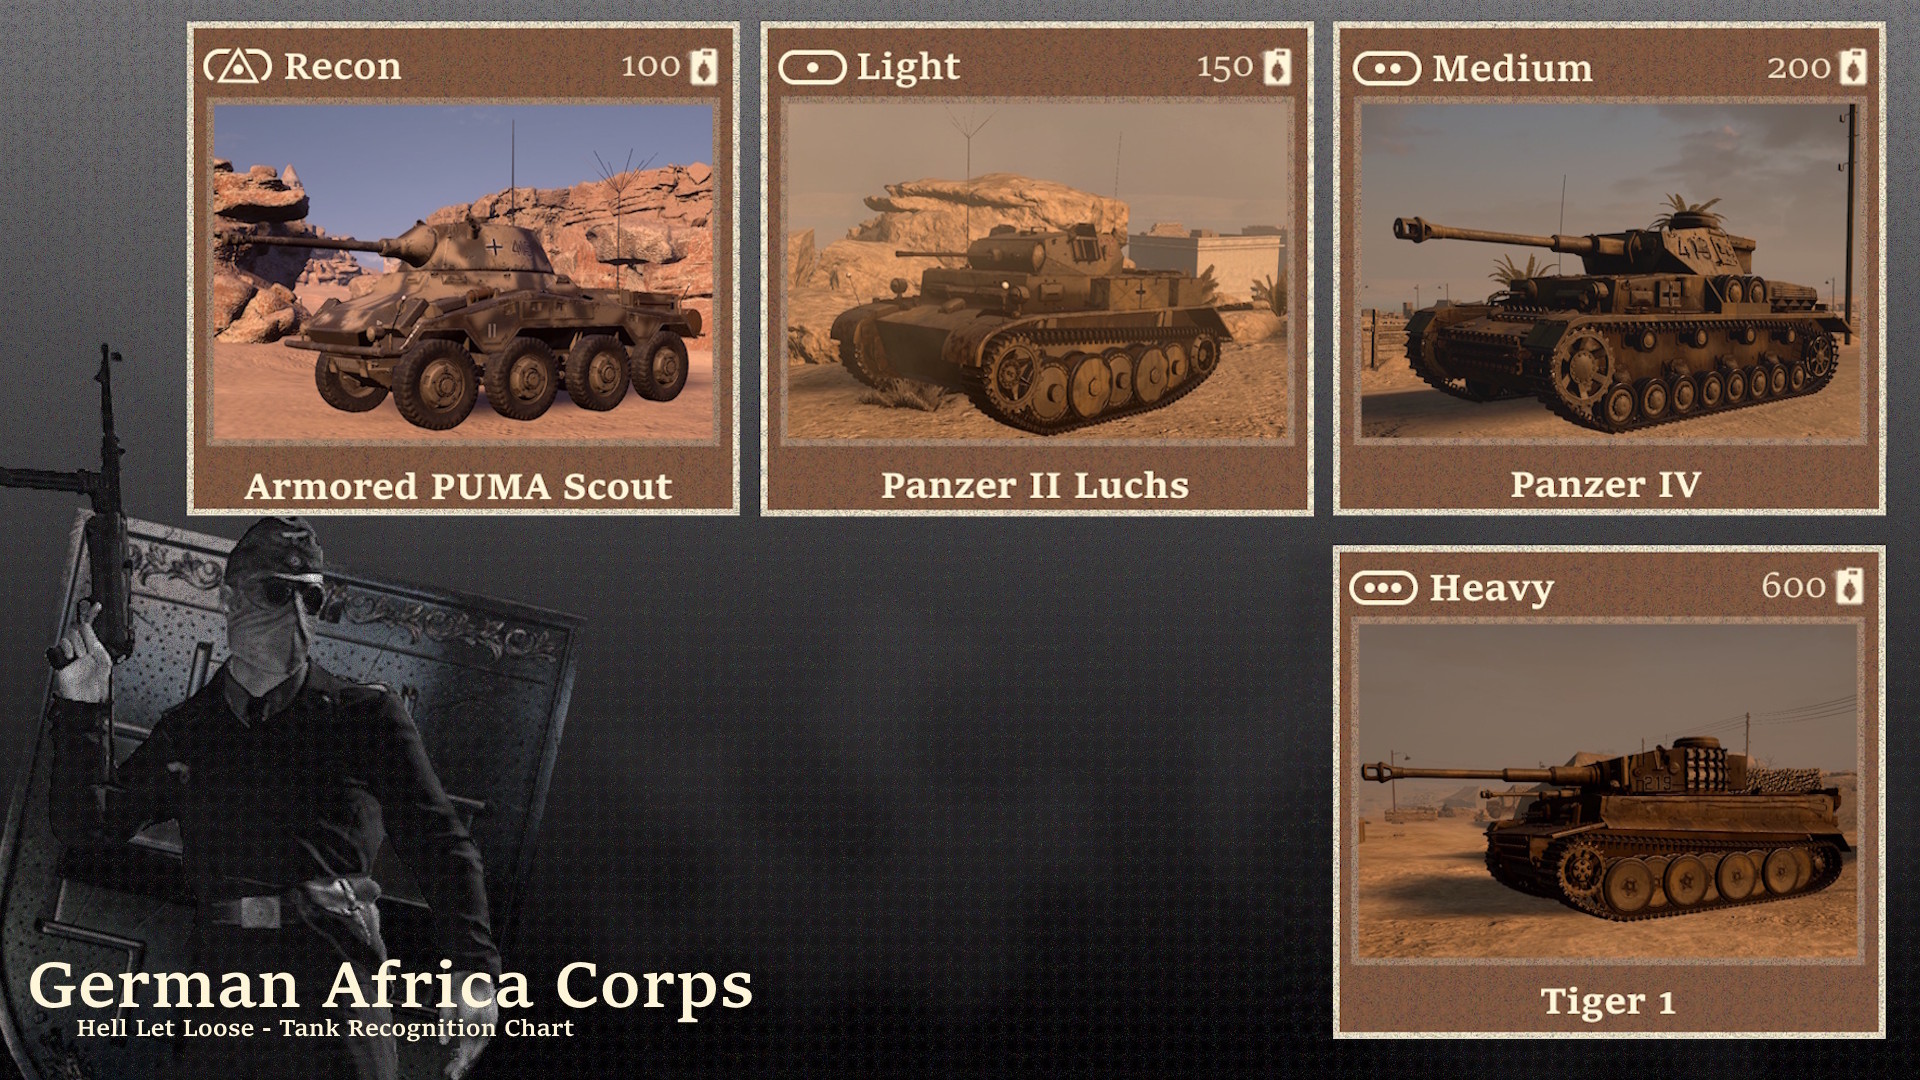 Recon 100
Light 150
Medium 200
Armored PUMA Scout
Panzer II Luchs
Panzer IV
Heavy 600
219
Tiger 1
German Africa Corps
Hell Let Loose - Tank Recognition Chart